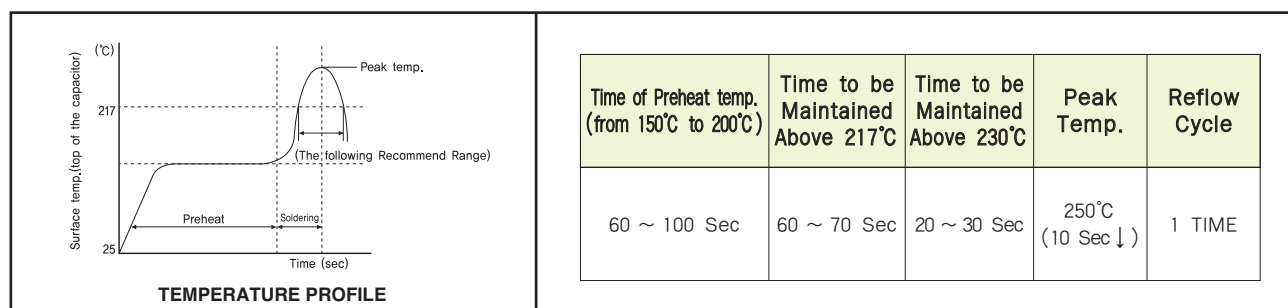 (℃)
Surface temp.(top of the capacitor)
Peak temp.
217
(The following Recommend Range)
Preheat
Soldering
25
Time (sec)
TEMPERATURE PROFILE
Time of Preheat temp.
(from 150℃ to 200℃)
Time to be
Maintained
Above 217℃
Time to be
Maintained
Above 230℃
Peak
Temp.
Reflow
Cycle
60 ~ 100 Sec
60 ~ 70 Sec
20 ~ 30 Sec
250℃
(10 Sec↓)
1 TIME